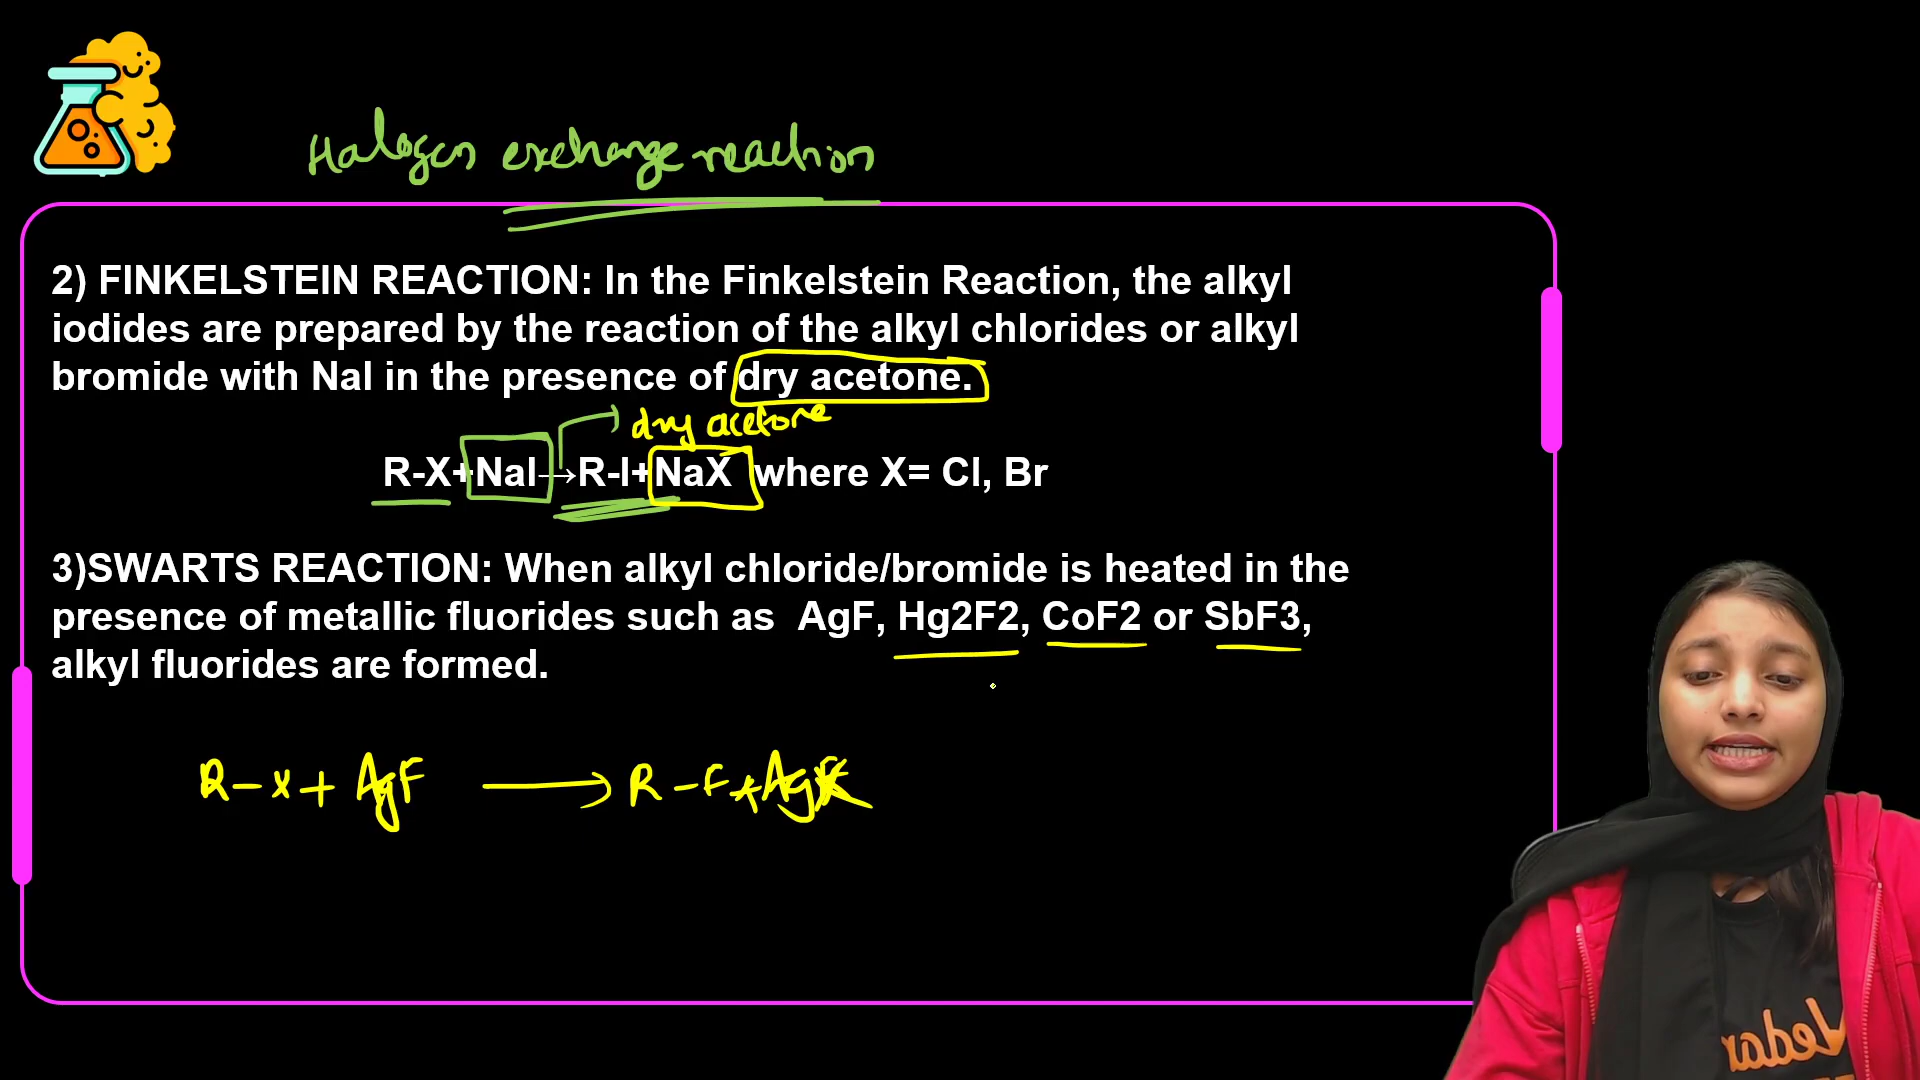 Halogen exchange reaction
2) FINKELSTEIN REACTION: In the Finkelstein Reaction, the alkyl
iodides are prepared by the reaction of the alkyl chlorides or alkyl
bromide with NaI in the presence of dry acetone.
dry acetone
R-X+NaI→R-I+NaX where X= Cl, Br
3)SWARTS REACTION: When alkyl chloride/bromide is heated in the
presence of metallic fluorides such as AgF, Hg2F2, CoF2 or SbF3,
alkyl fluorides are formed.
R-X + AgF ⟶ R-F + AgX
Vedan